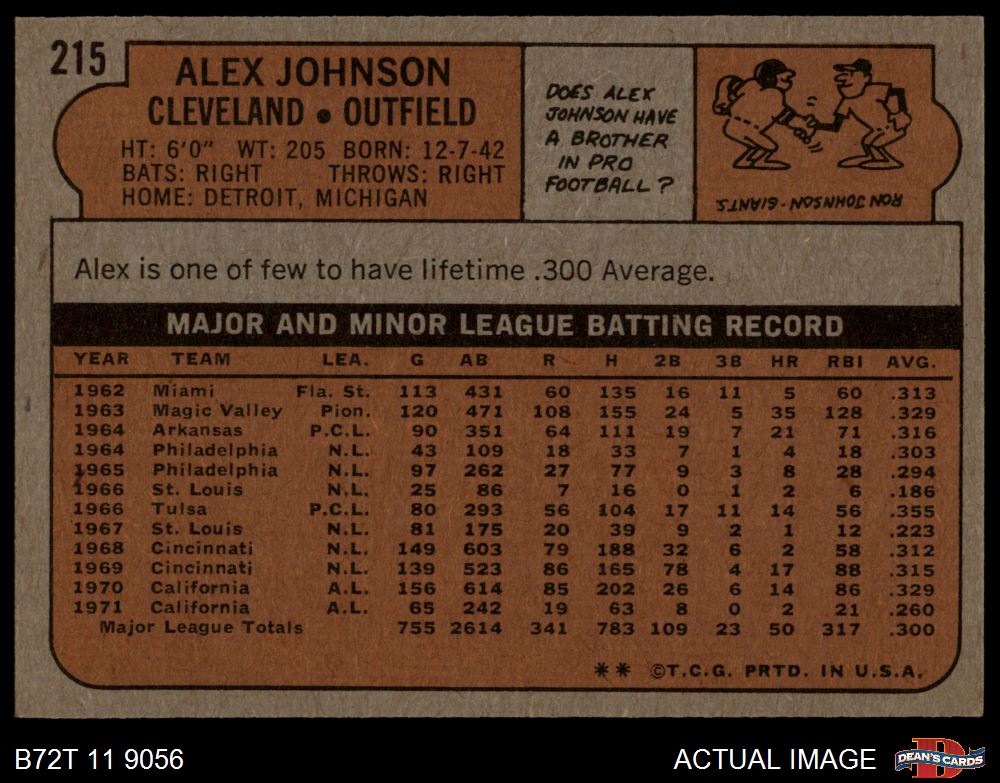 215
ALEX JOHNSON
CLEVELAND • OUTFIELD
HT: 6'0" WT: 205 BORN: 12-7-42
BATS: RIGHT THROWS: RIGHT
HOME: DETROIT, MICHIGAN
DOES ALEX
JOHNSON HAVE
A BROTHER
IN PRO
FOOTBALL?
RON JOHNSON - GIANTS
Alex is one of few to have lifetime .300 Average.
MAJOR AND MINOR LEAGUE BATTING RECORD
YEAR TEAM LEA. G AB R H 2B 3B HR RBI AVG.
1962 Miami Fla. St. 113 431 60 135 16 11 5 60 .313
1963 Magic Valley Pion. 120 471 108 155 24 5 35 128 .329
1964 Arkansas P.C.L. 90 351 64 111 19 7 21 71 .316
1964 Philadelphia N.L. 43 109 18 33 7 1 4 18 .303
1965 Philadelphia N.L. 97 262 27 77 9 3 8 28 .294
1966 St. Louis N.L. 25 86 7 16 0 1 2 6 .186
1966 Tulsa P.C.L. 80 293 56 104 17 11 14 56 .355
1967 St. Louis N.L. 81 175 20 39 9 2 1 12 .223
1968 Cincinnati N.L. 149 603 79 188 32 6 2 58 .312
1969 Cincinnati N.L. 139 523 86 165 78 4 17 88 .315
1970 California A.L. 156 614 85 202 26 6 14 86 .329
1971 California A.L. 65 242 19 63 8 0 2 21 .260
Major League Totals 755 2614 341 783 109 23 50 317 .300
** ©T.C.G. PRTD. IN U.S.A.
B72T 11 9056
ACTUAL IMAGE
D
DEAN'S CARDS